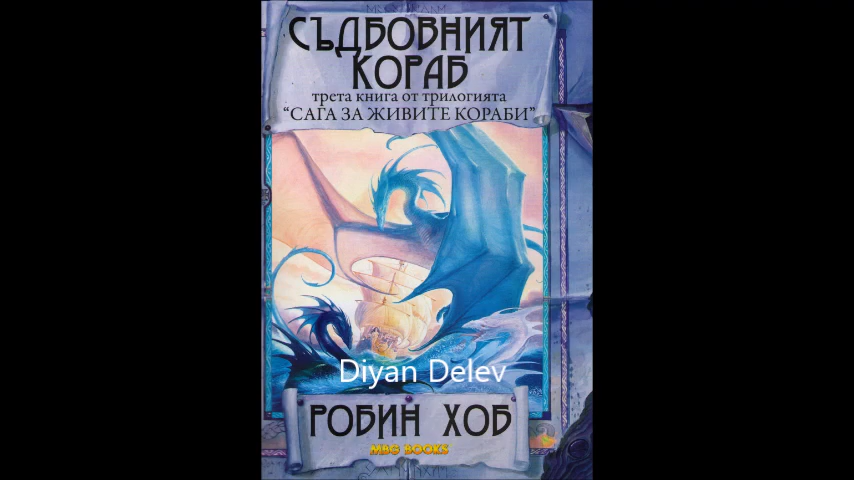 СЪДБОВНИЯТ
КОРАБ
трета книга от трилогията
“САГА ЗА ЖИВИТЕ КОРАБИ”
Diyan Delev
РОБИН ХОБ
MBG BOOKS